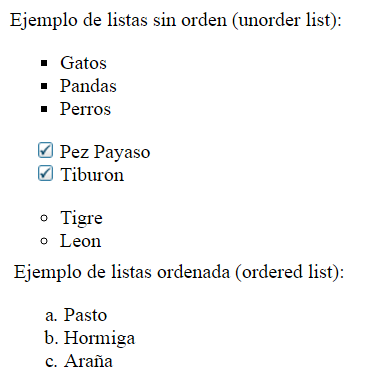 Ejemplo de listas sin orden (unorder list):
Gatos
Pandas
Perros
Pez Payaso
Tiburon
Tigre
Leon
Ejemplo de listas ordenada (ordered list):
a. Pasto
b. Hormiga
c. Araña